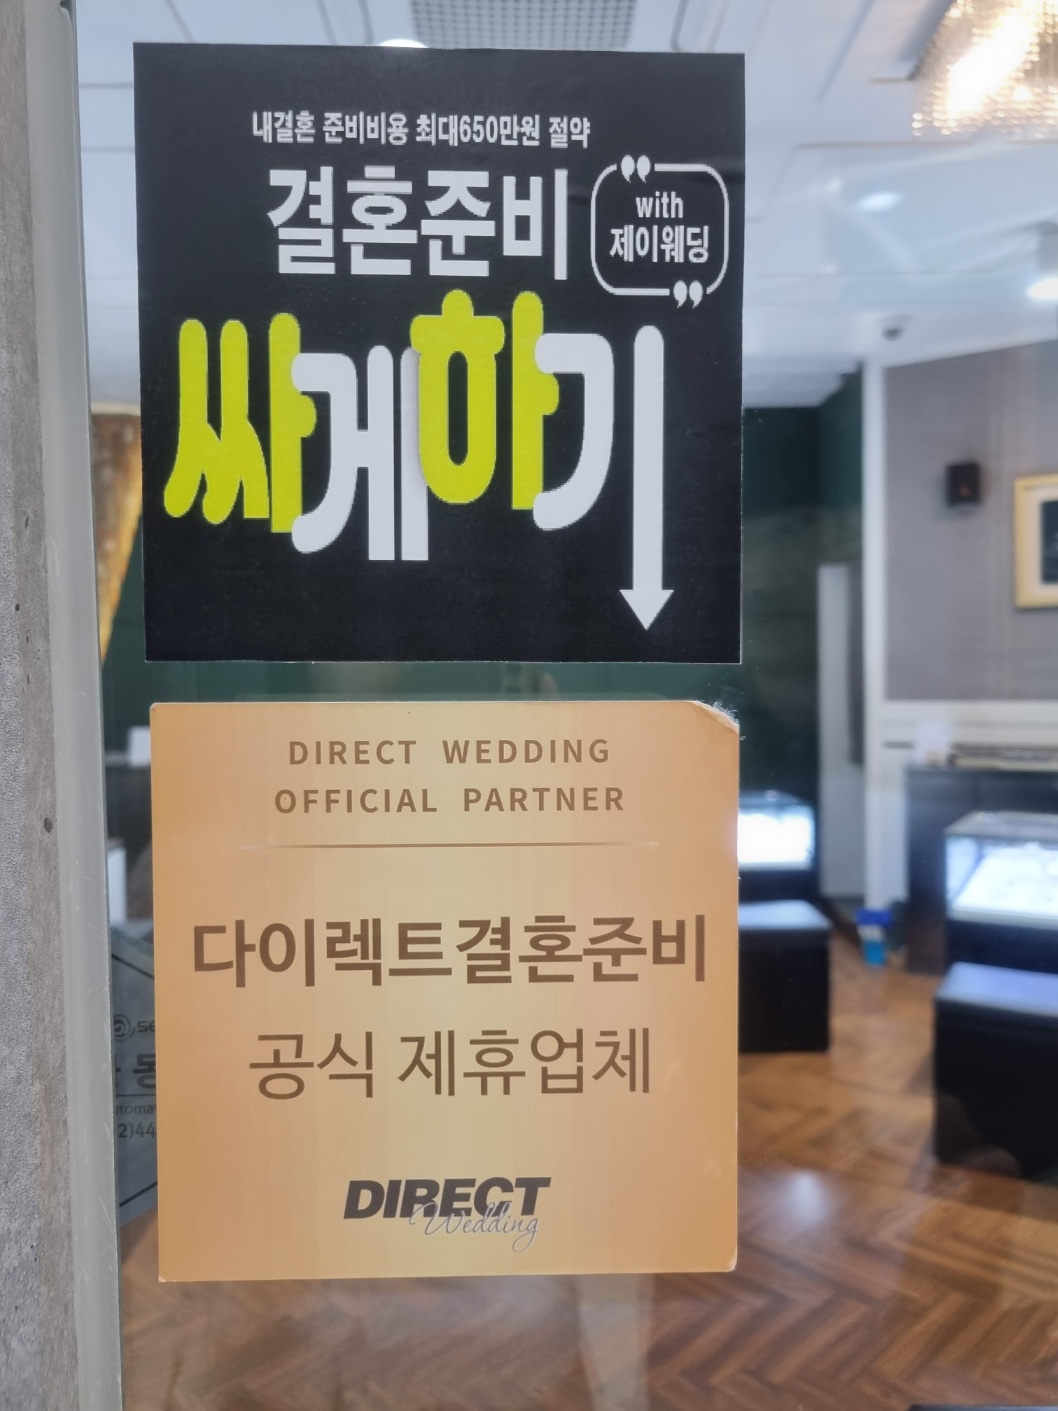 내결혼 준비비용 최대650만원 절약
결혼준비
with
제이웨딩
싸게하기
DIRECT WEDDING
OFFICIAL PARTNER
다이렉트결혼준비
공식 제휴업체
DIRECT
Wedding